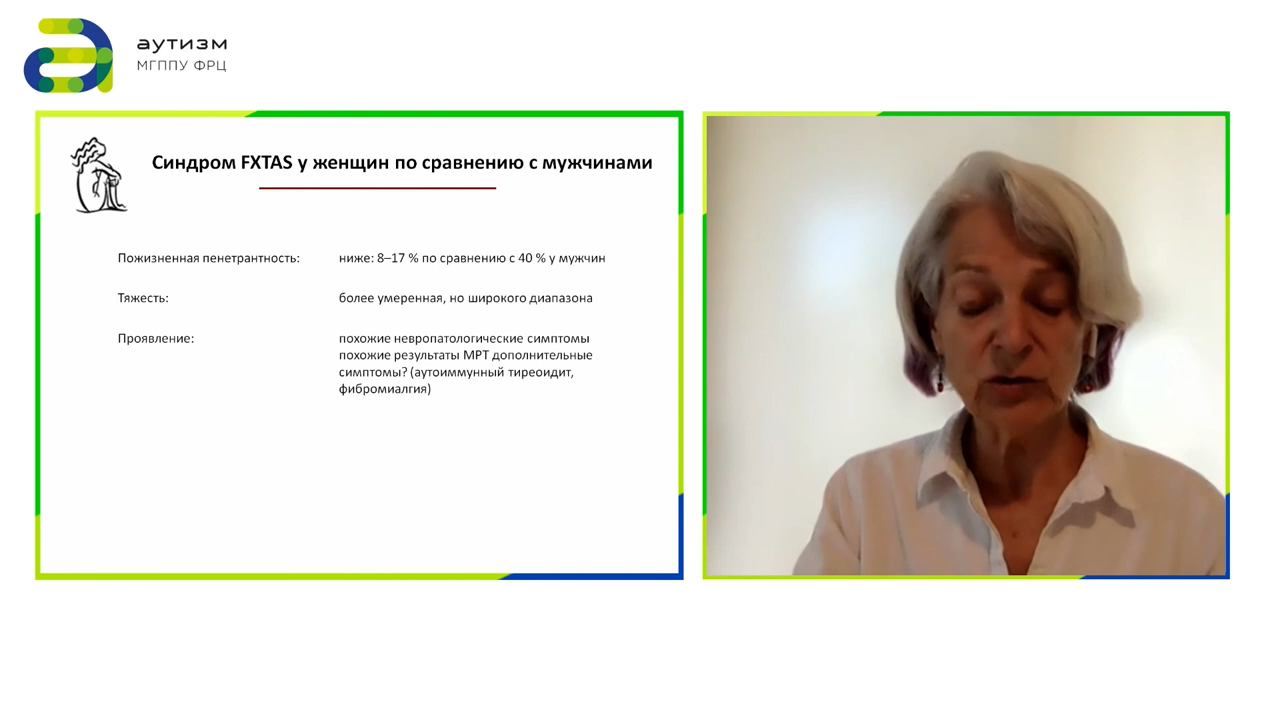 аутизм
МГППУ ФРЦ
Синдром FXTAS у женщин по сравнению с мужчинами
Пожизненная пенетрантность: ниже: 8–17 % по сравнению с 40 % у мужчин
Тяжесть: более умеренная, но широкого диапазона
Проявление: похожие невропатологические симптомы
похожие результаты МРТ дополнительные
симптомы? (аутоиммунный тиреоидит,
фибромиалгия)